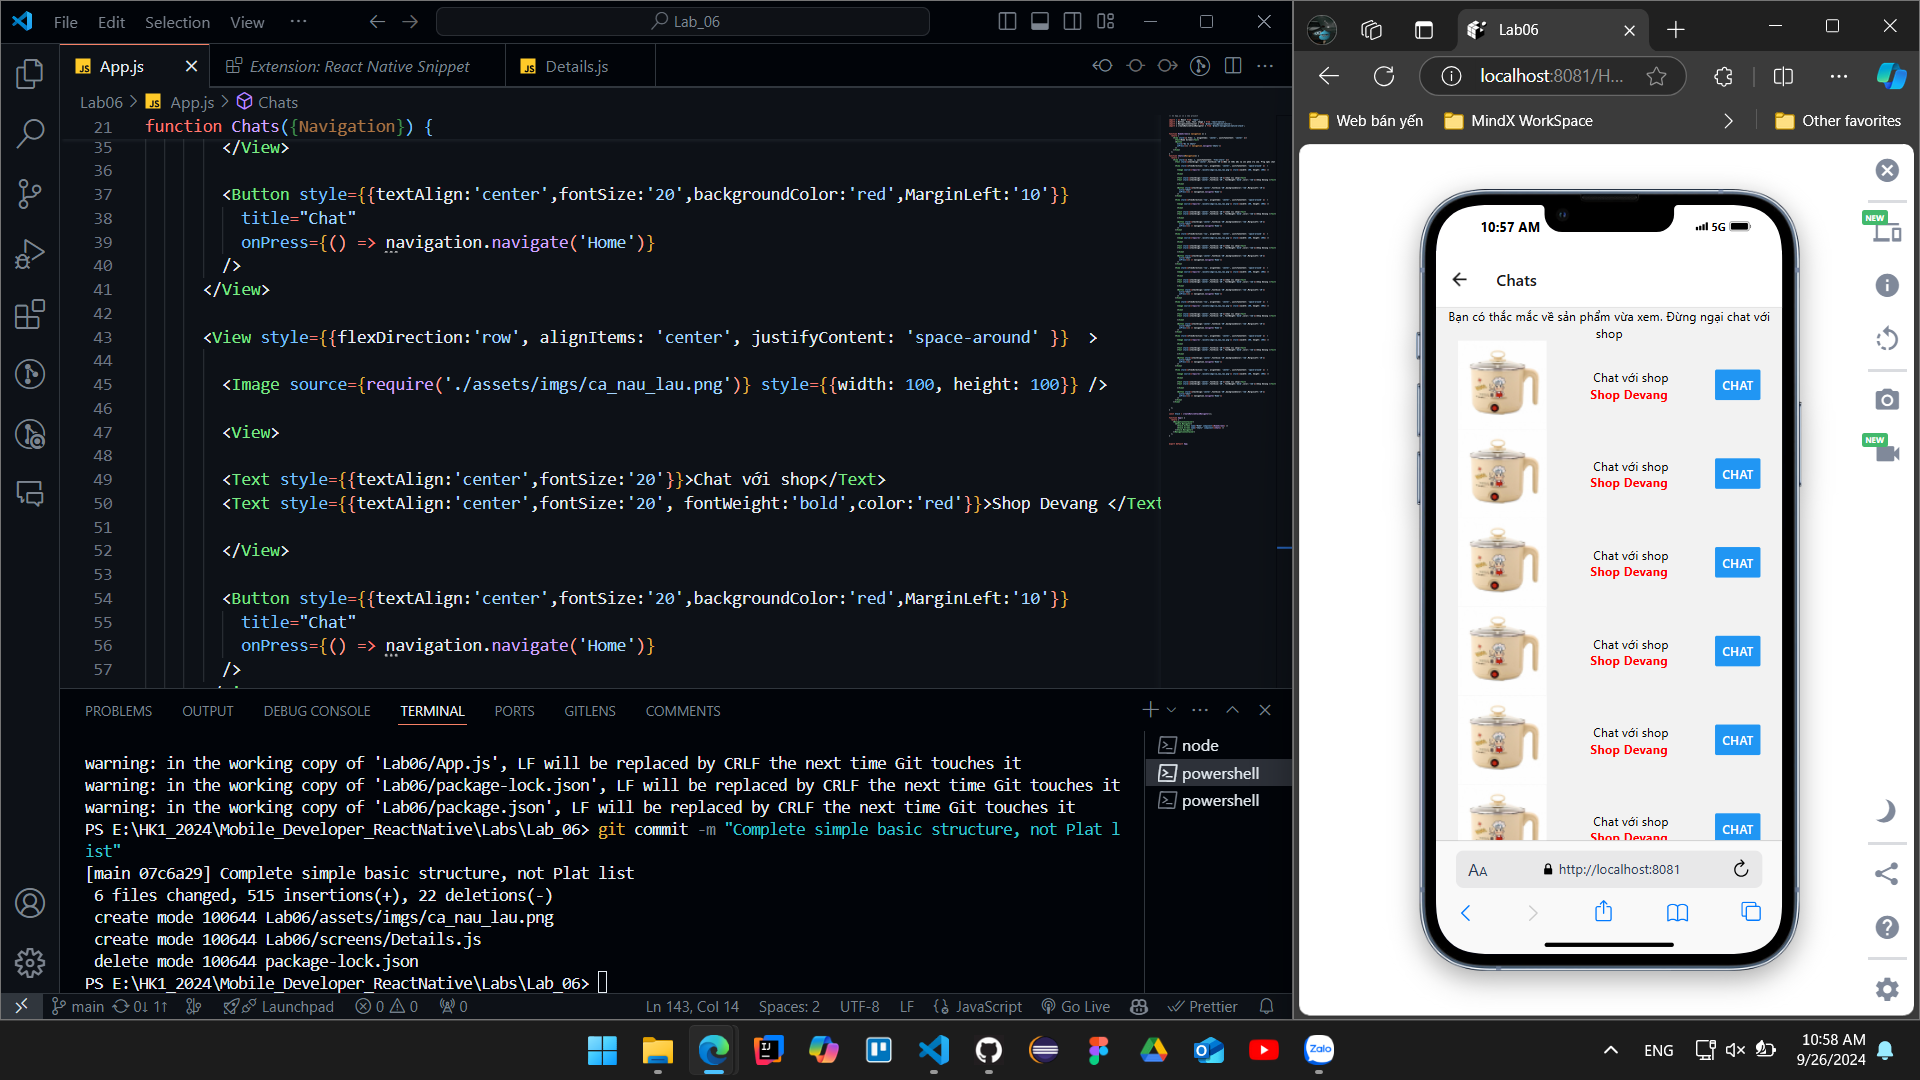 File Edit Selection View ··· Lab_06
App.js Extension: React Native Snippet Details.js
Lab06 > App.js > Chats
21 function Chats({Navigation}) {
35 </View>
36
37 <Button style={{textAlign:'center',fontSize:'20',backgroundColor:'red',MarginLeft:'10'}}
38 title="Chat"
39 onPress={() => navigation.navigate('Home')}
40 />
41 </View>
42
43 <View style={{flexDirection:'row', alignItems: 'center', justifyContent: 'space-around' }} >
44
45 <Image source={require('./assets/imgs/ca_nau_lau.png')} style={{width: 100, height: 100}} />
46
47 <View>
48
49 <Text style={{textAlign:'center',fontSize:'20'}}>Chat với shop</Text>
50 <Text style={{textAlign:'center',fontSize:'20', fontWeight:'bold',color:'red'}}>Shop Devang </Text
51
52 </View>
53
54 <Button style={{textAlign:'center',fontSize:'20',backgroundColor:'red',MarginLeft:'10'}}
55 title="Chat"
56 onPress={() => navigation.navigate('Home')}
57 />
PROBLEMS OUTPUT DEBUG CONSOLE TERMINAL PORTS GITLENS COMMENTS
warning: in the working copy of 'Lab06/App.js', LF will be replaced by CRLF the next time Git touches it
warning: in the working copy of 'Lab06/package-lock.json', LF will be replaced by CRLF the next time Git touches it
warning: in the working copy of 'Lab06/package.json', LF will be replaced by CRLF the next time Git touches it
PS E:\HK1_2024\Mobile_Developer_ReactNative\Labs\Lab_06> git commit -m "Complete simple basic structure, not Plat l
ist"
[main 07c6a29] Complete simple basic structure, not Plat list
6 files changed, 515 insertions(+), 22 deletions(-)
create mode 100644 Lab06/assets/imgs/ca_nau_lau.png
create mode 100644 Lab06/screens/Details.js
delete mode 100644 package-lock.json
PS E:\HK1_2024\Mobile_Developer_ReactNative\Labs\Lab_06>
node
powershell
powershell
main 0↓ 1↑ Launchpad 0 0 0 Ln 143, Col 14 Spaces: 2 UTF-8 LF JavaScript Go Live Prettier
Lab06
localhost:8081/H...
Web bán yến MindX WorkSpace Other favorites
NEW
NEW
10:57 AM 5G
Chats
Bạn có thắc mắc về sản phẩm vừa xem. Đừng ngại chat với
shop
Chat với shop
Shop Devang
CHAT
Chat với shop
Shop Devang
CHAT
Chat với shop
Shop Devang
CHAT
Chat với shop
Shop Devang
CHAT
Chat với shop
Shop Devang
CHAT
Chat với shop
Shop Devang
CHAT
AA http://localhost:8081
Zalo
ENG
10:58 AM
9/26/2024